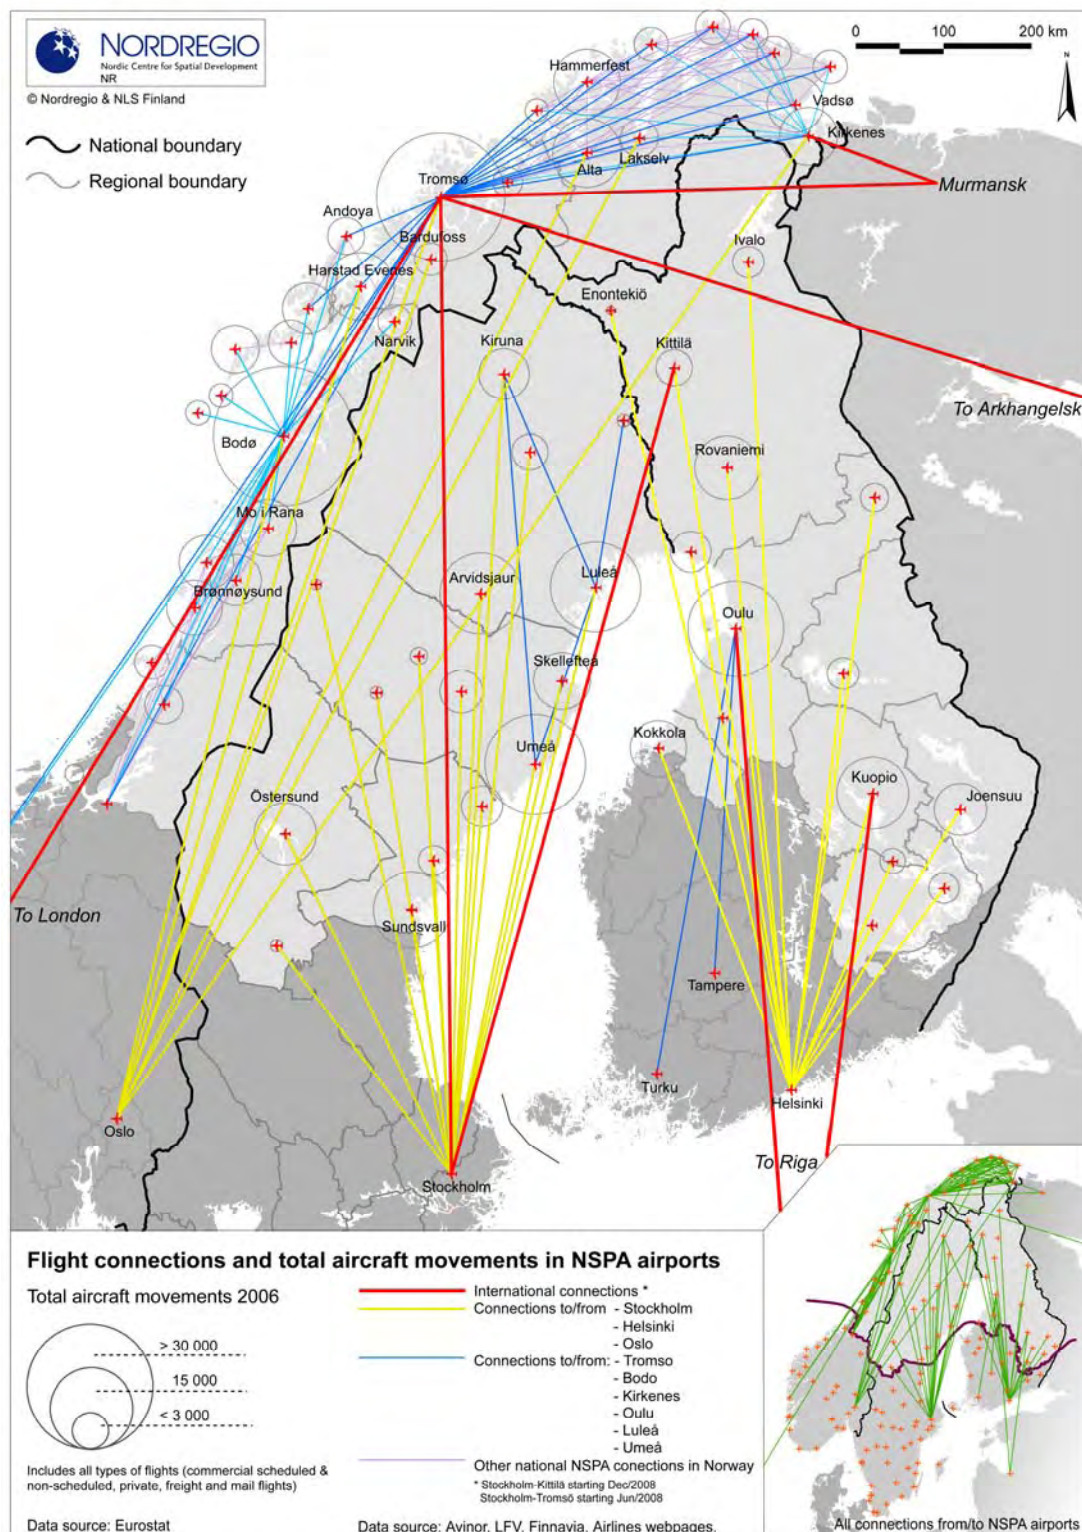 NORDREGIO
Nordic Centre for Spatial Development
NR
© Nordregio & NLS Finland
National boundary
Regional boundary
0 100 200 km
N
Hammerfest
Vadsø
Kirkenes
Lakselv
Alta
Tromsø
Murmansk
Andoya
Bardufoss
Ivalo
Harstad Evenes
Enontekiö
Narvik
Kiruna
Kittilä
To Arkhangelsk
Bodø
Rovaniemi
Mo i Rana
Arvidsjaur
Luleå
Brønnøysund
Oulu
Skellefteå
Kokkola
Umeå
Kuopio
Joensuu
Östersund
To London
Sundsvall
Tampere
Turku
Helsinki
Oslo
To Riga
Stockholm
Flight connections and total aircraft movements in NSPA airports
Total aircraft movements 2006
> 30 000
15 000
< 3 000
Includes all types of flights (commercial scheduled &
non-scheduled, private, freight and mail flights)
Data source: Eurostat
International connections *
Connections to/from - Stockholm
- Helsinki
- Oslo
Connections to/from: - Tromso
- Bodo
- Kirkenes
- Oulu
- Luleå
- Umeå
Other national NSPA conections in Norway
* Stockholm-Kittilä starting Dec/2008
Stockholm-Tromsö starting Jun/2008
Data source: Avinor, LFV, Finnavia, Airlines webpages.
All connections from/to NSPA airports